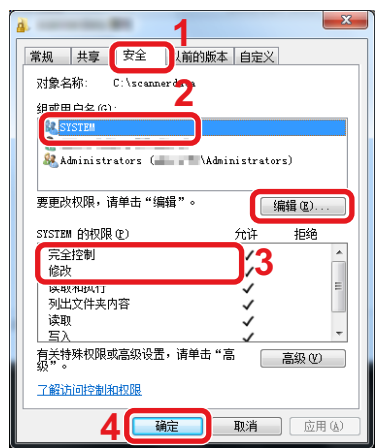 1
常规 共享 安全 以前的版本 自定义
对象名称: C:\scannerdata
2
组或用户名(G):
SYSTEM
Administrators ( \Administrators)
要更改权限，请单击“编辑”。
编辑(E)...
SYSTEM 的权限(P) 允许 拒绝
完全控制
3
修改
读取和执行
列出文件夹内容
读取
写入
有关特殊权限或高级设置，请单击“高
级”。
高级(V)
了解访问控制和权限
4
确定 取消 应用(A)